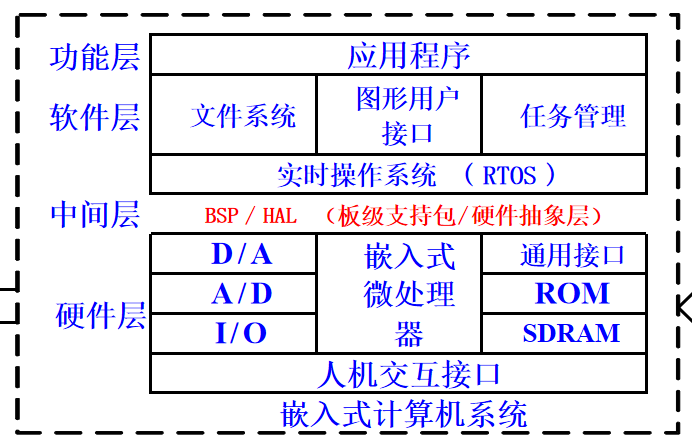 功能层
应用程序
软件层
文件系统
图形用户
接口
任务管理
实时操作系统 (RTOS)
中间层
BSP/HAL (板级支持包/硬件抽象层)
硬件层
D/A
A/D
I/O
嵌入式
微处理
器
通用接口
ROM
SDRAM
人机交互接口
嵌入式计算机系统